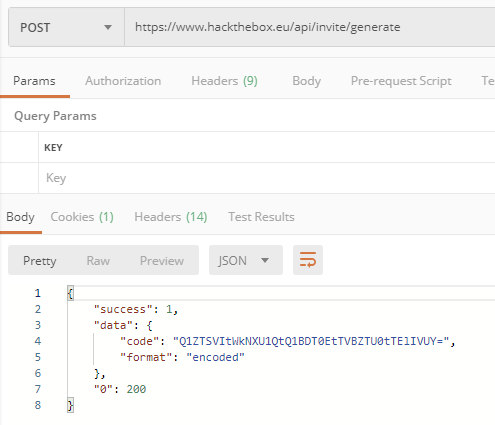 POST https://www.hackthebox.eu/api/invite/generate
Params Authorization Headers (9) Body Pre-request Script
Query Params
KEY
Key
Body Cookies (1) Headers (14) Test Results
Pretty Raw Preview JSON
1 {
2 "success": 1,
3 "data": {
4 "code": "Q1ZTSVItWkNXU1QtQ1BDT0EtTVBZTU0tTElIVUY=",
5 "format": "encoded"
6 },
7 "0": 200
8 }